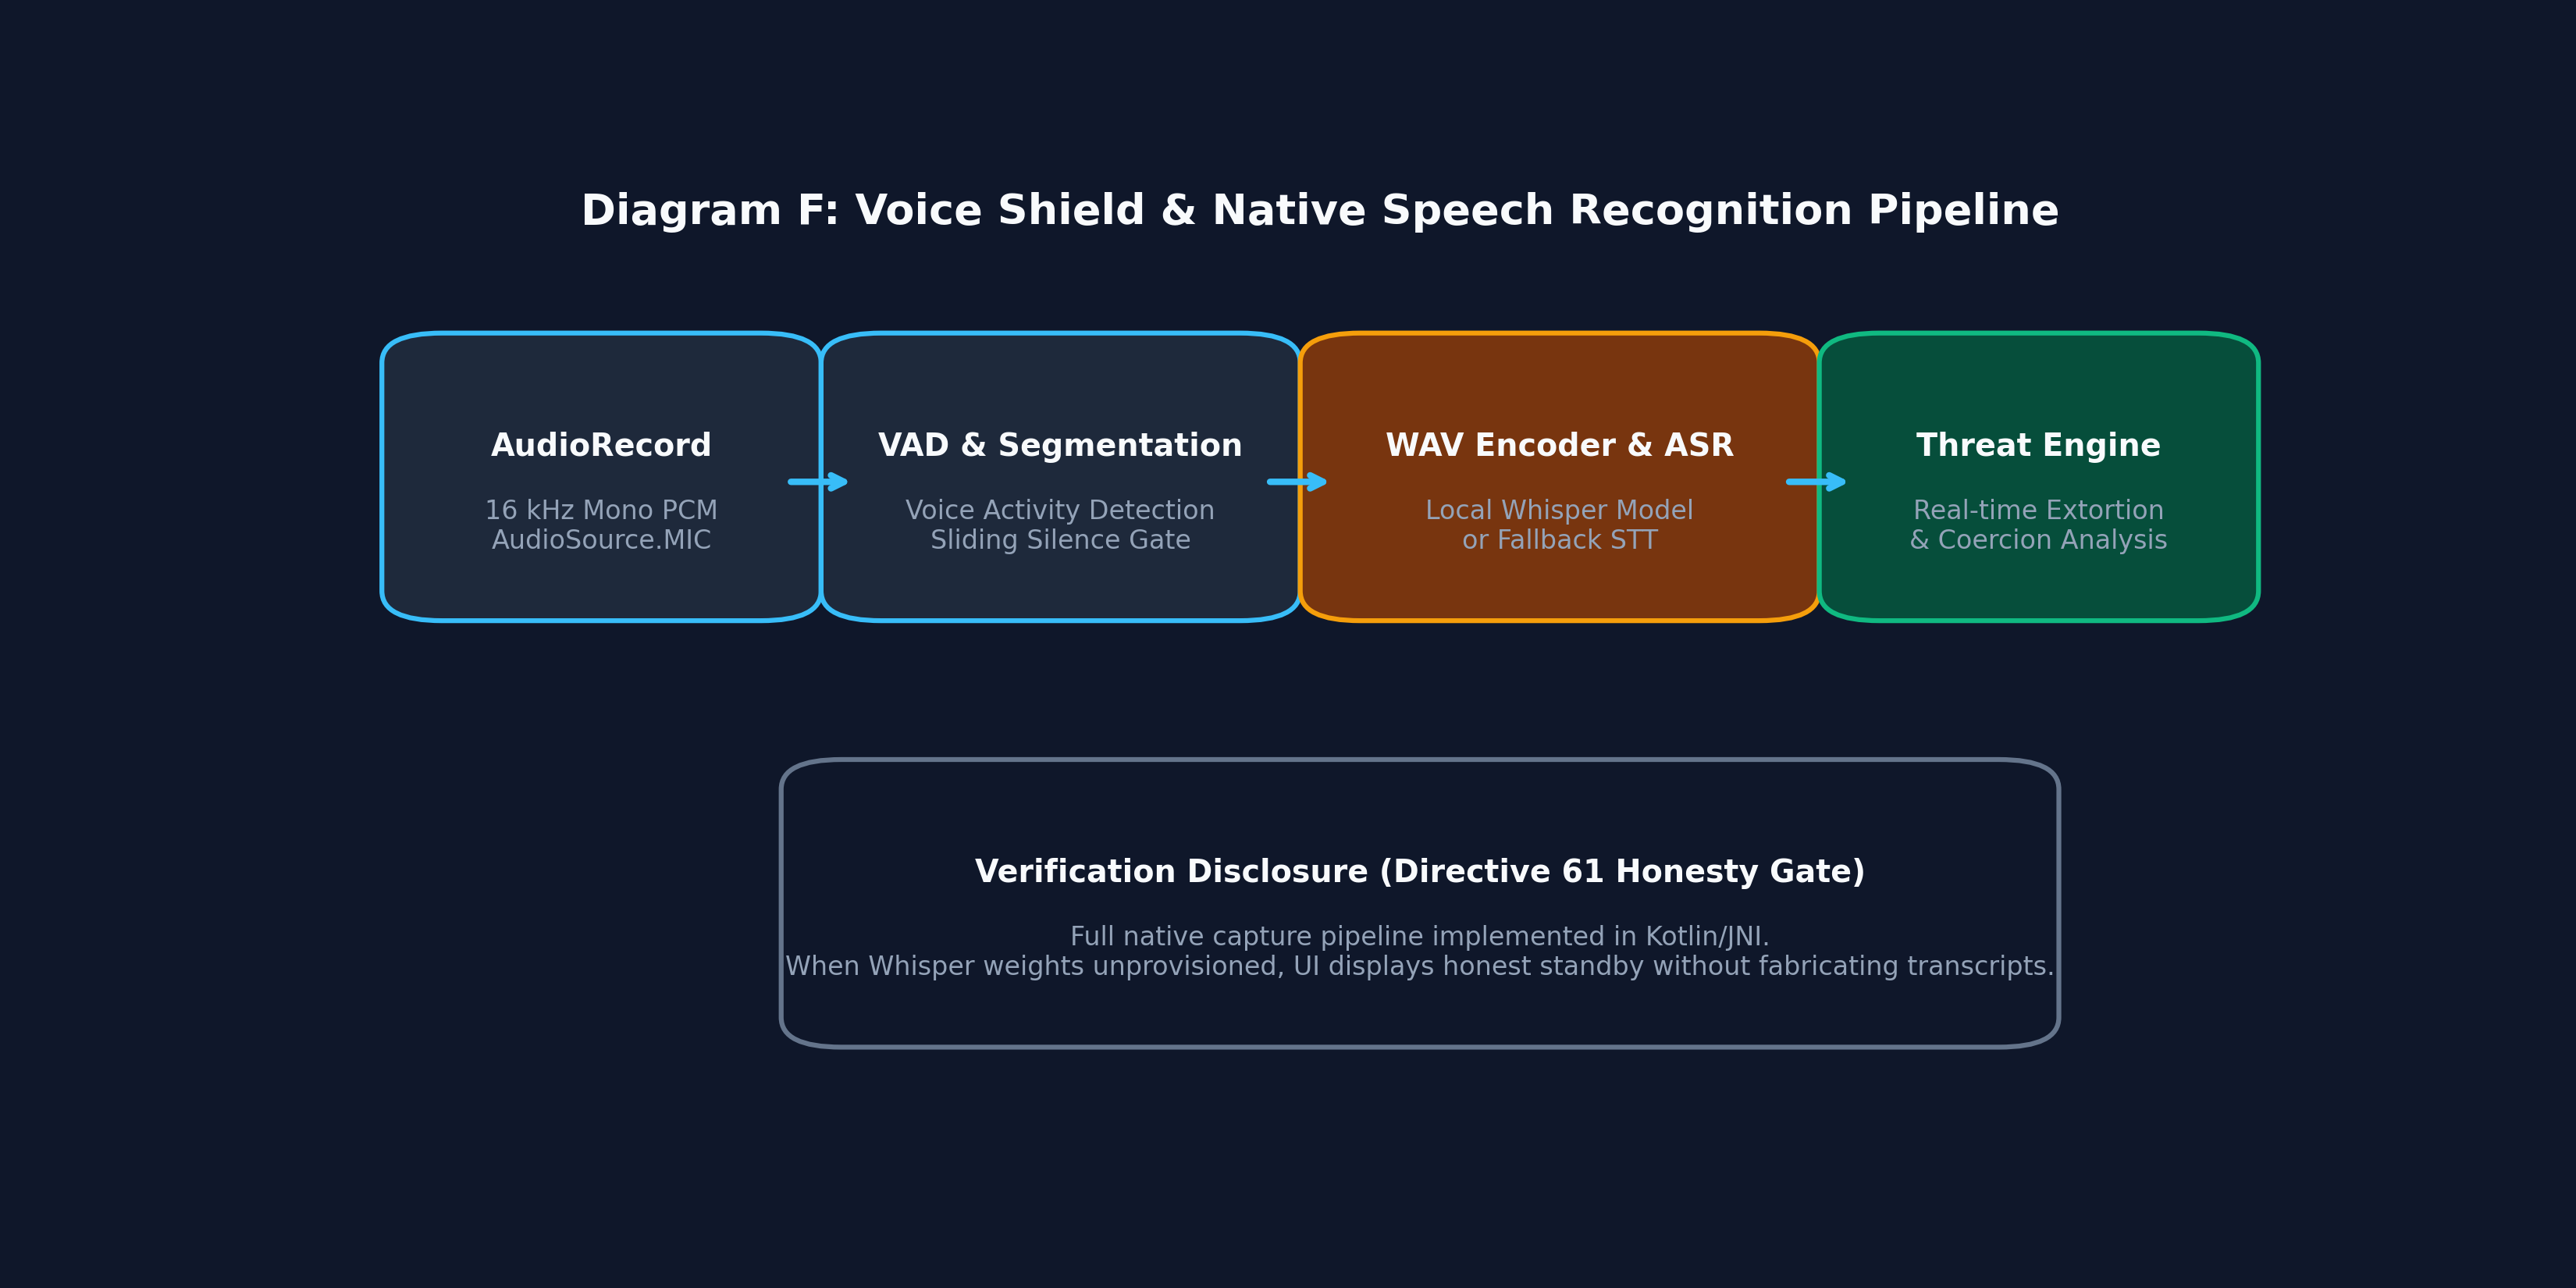 Diagram F: Voice Shield & Native Speech Recognition Pipeline
AudioRecord
16 kHz Mono PCM
AudioSource.MIC
VAD & Segmentation
Voice Activity Detection
Sliding Silence Gate
WAV Encoder & ASR
Local Whisper Model
or Fallback STT
Threat Engine
Real-time Extortion
& Coercion Analysis
Verification Disclosure (Directive 61 Honesty Gate)
Full native capture pipeline implemented in Kotlin/JNI.
When Whisper weights unprovisioned, UI displays honest standby without fabricating transcripts.